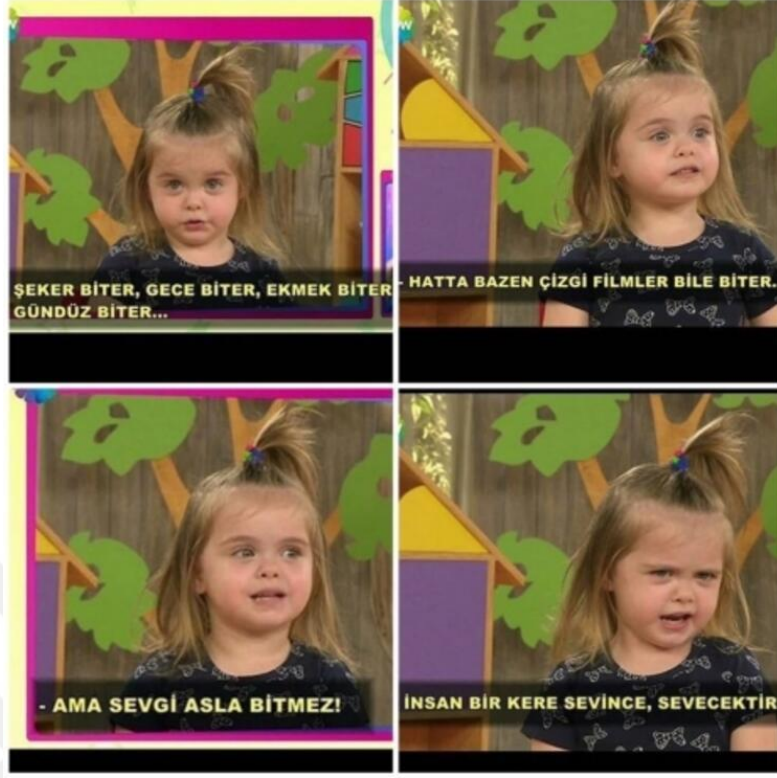 ŞEKER BİTER, GECE BİTER, EKMEK BİTER
GÜNDÜZ BİTER...
- HATTA BAZEN ÇİZGİ FİLMLER BİLE BİTER.
- AMA SEVGİ ASLA BİTMEZ!
İNSAN BİR KERE SEVİNCE, SEVECEKTİR